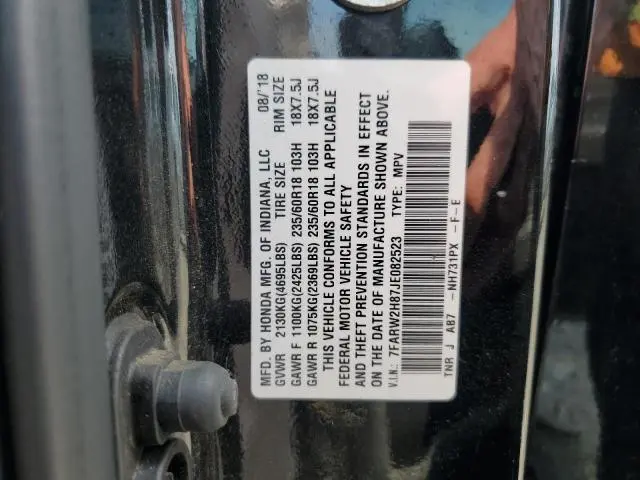 MFD. BY HONDA MFG. OF INDIANA, LLC 08/'18
GVWR 2130KG(4695LBS) TIRE SIZE RIM SIZE
GAWR F 1100KG(2425LBS) 235/60R18 103H 18X7.5J
GAWR R 1075KG(2369LBS) 235/60R18 103H 18X7.5J
THIS VEHICLE CONFORMS TO ALL APPLICABLE
FEDERAL MOTOR VEHICLE SAFETY
AND THEFT PREVENTION STANDARDS IN EFFECT
ON THE DATE OF MANUFACTURE SHOWN ABOVE.
V.I.N.: 7FARW2H87JE082523 TYPE: MPV
TNR J A87 -NH731PX -F-E